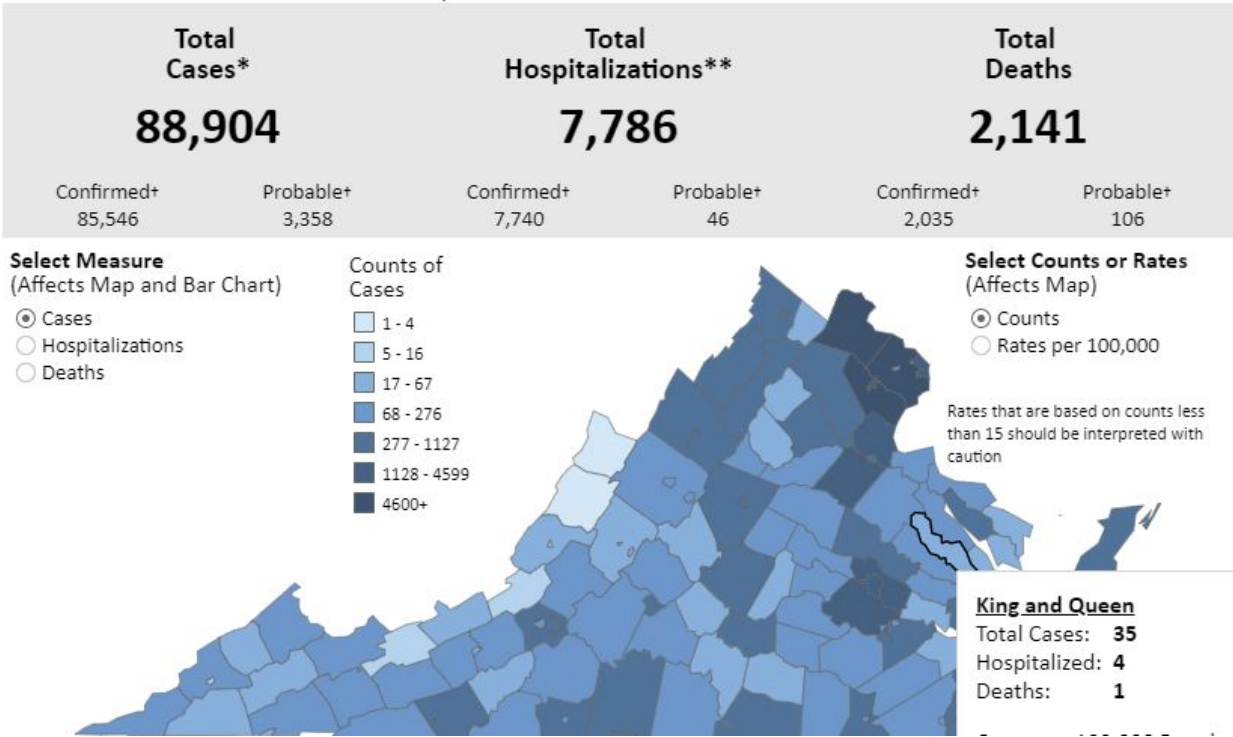 Total
Cases*
88,904
Confirmed† Probable†
85,546 3,358
Total
Hospitalizations**
7,786
Confirmed† Probable†
7,740 46
Total
Deaths
2,141
Confirmed† Probable†
2,035 106
Select Measure
(Affects Map and Bar Chart)
Cases
Hospitalizations
Deaths
Counts of
Cases
1 - 4
5 - 16
17 - 67
68 - 276
277 - 1127
1128 - 4599
4600+
Select Counts or Rates
(Affects Map)
Counts
Rates per 100,000
Rates that are based on counts less
than 15 should be interpreted with
caution
King and Queen
Total Cases: 35
Hospitalized: 4
Deaths: 1